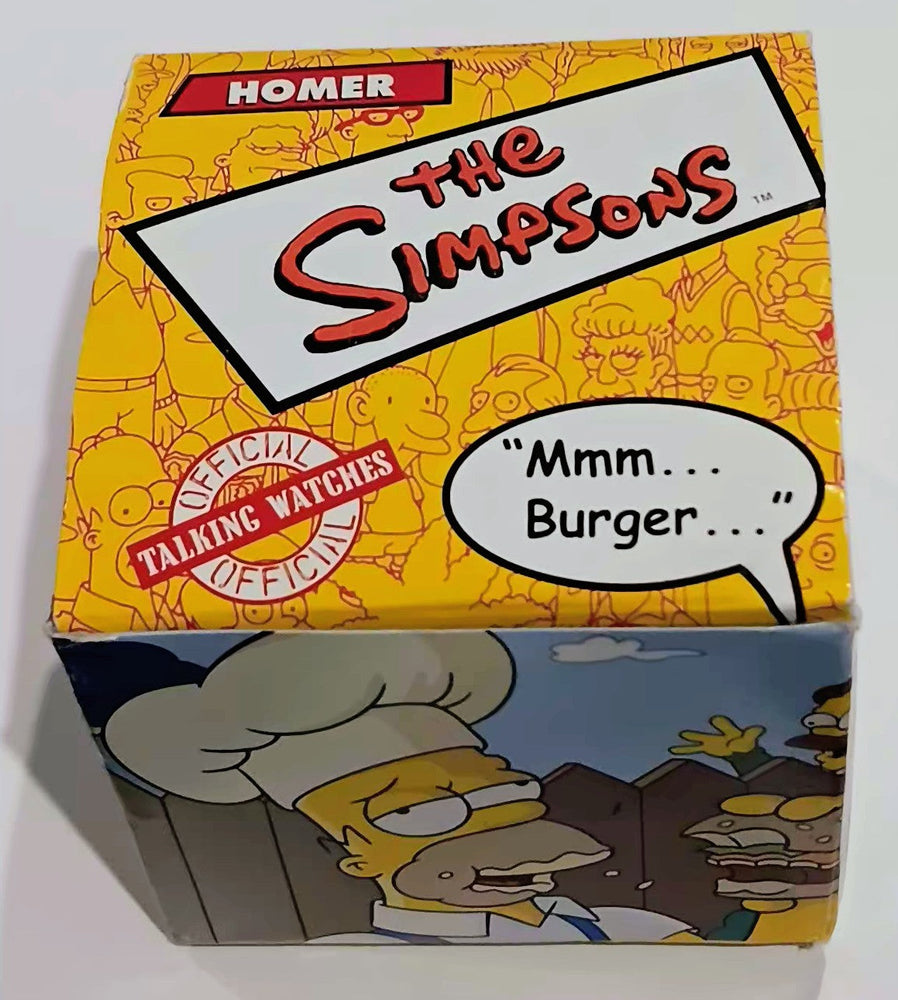 HOMER
THE
SIMPSONS
TM
OFFICIAL
TALKING WATCHES
OFFICIAL
"Mmm...
Burger..."